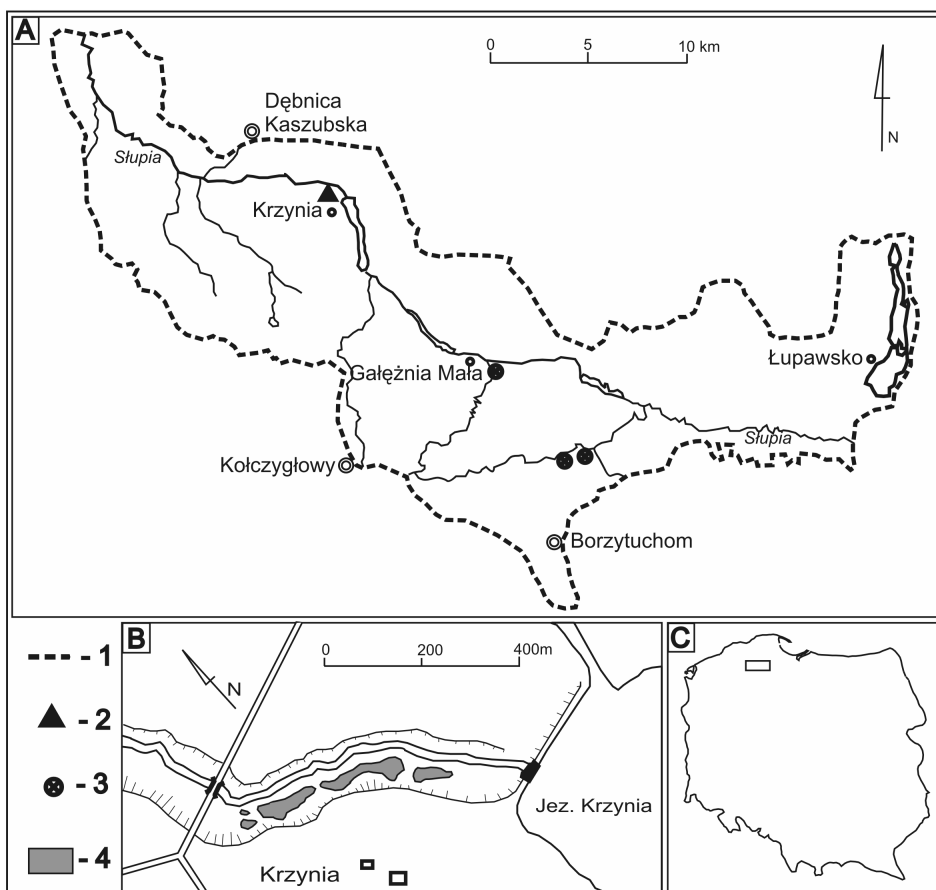 A
0 5 10 km
N
Dębnica
Kaszubska
Słupia
Krzynia
Łupawsko
Gałęźnia Mała
Słupia
Kołczygłowy
Borzytuchom
- 1
- 2
- 3
- 4
B
N
0 200 400m
Jez. Krzynia
Krzynia
C